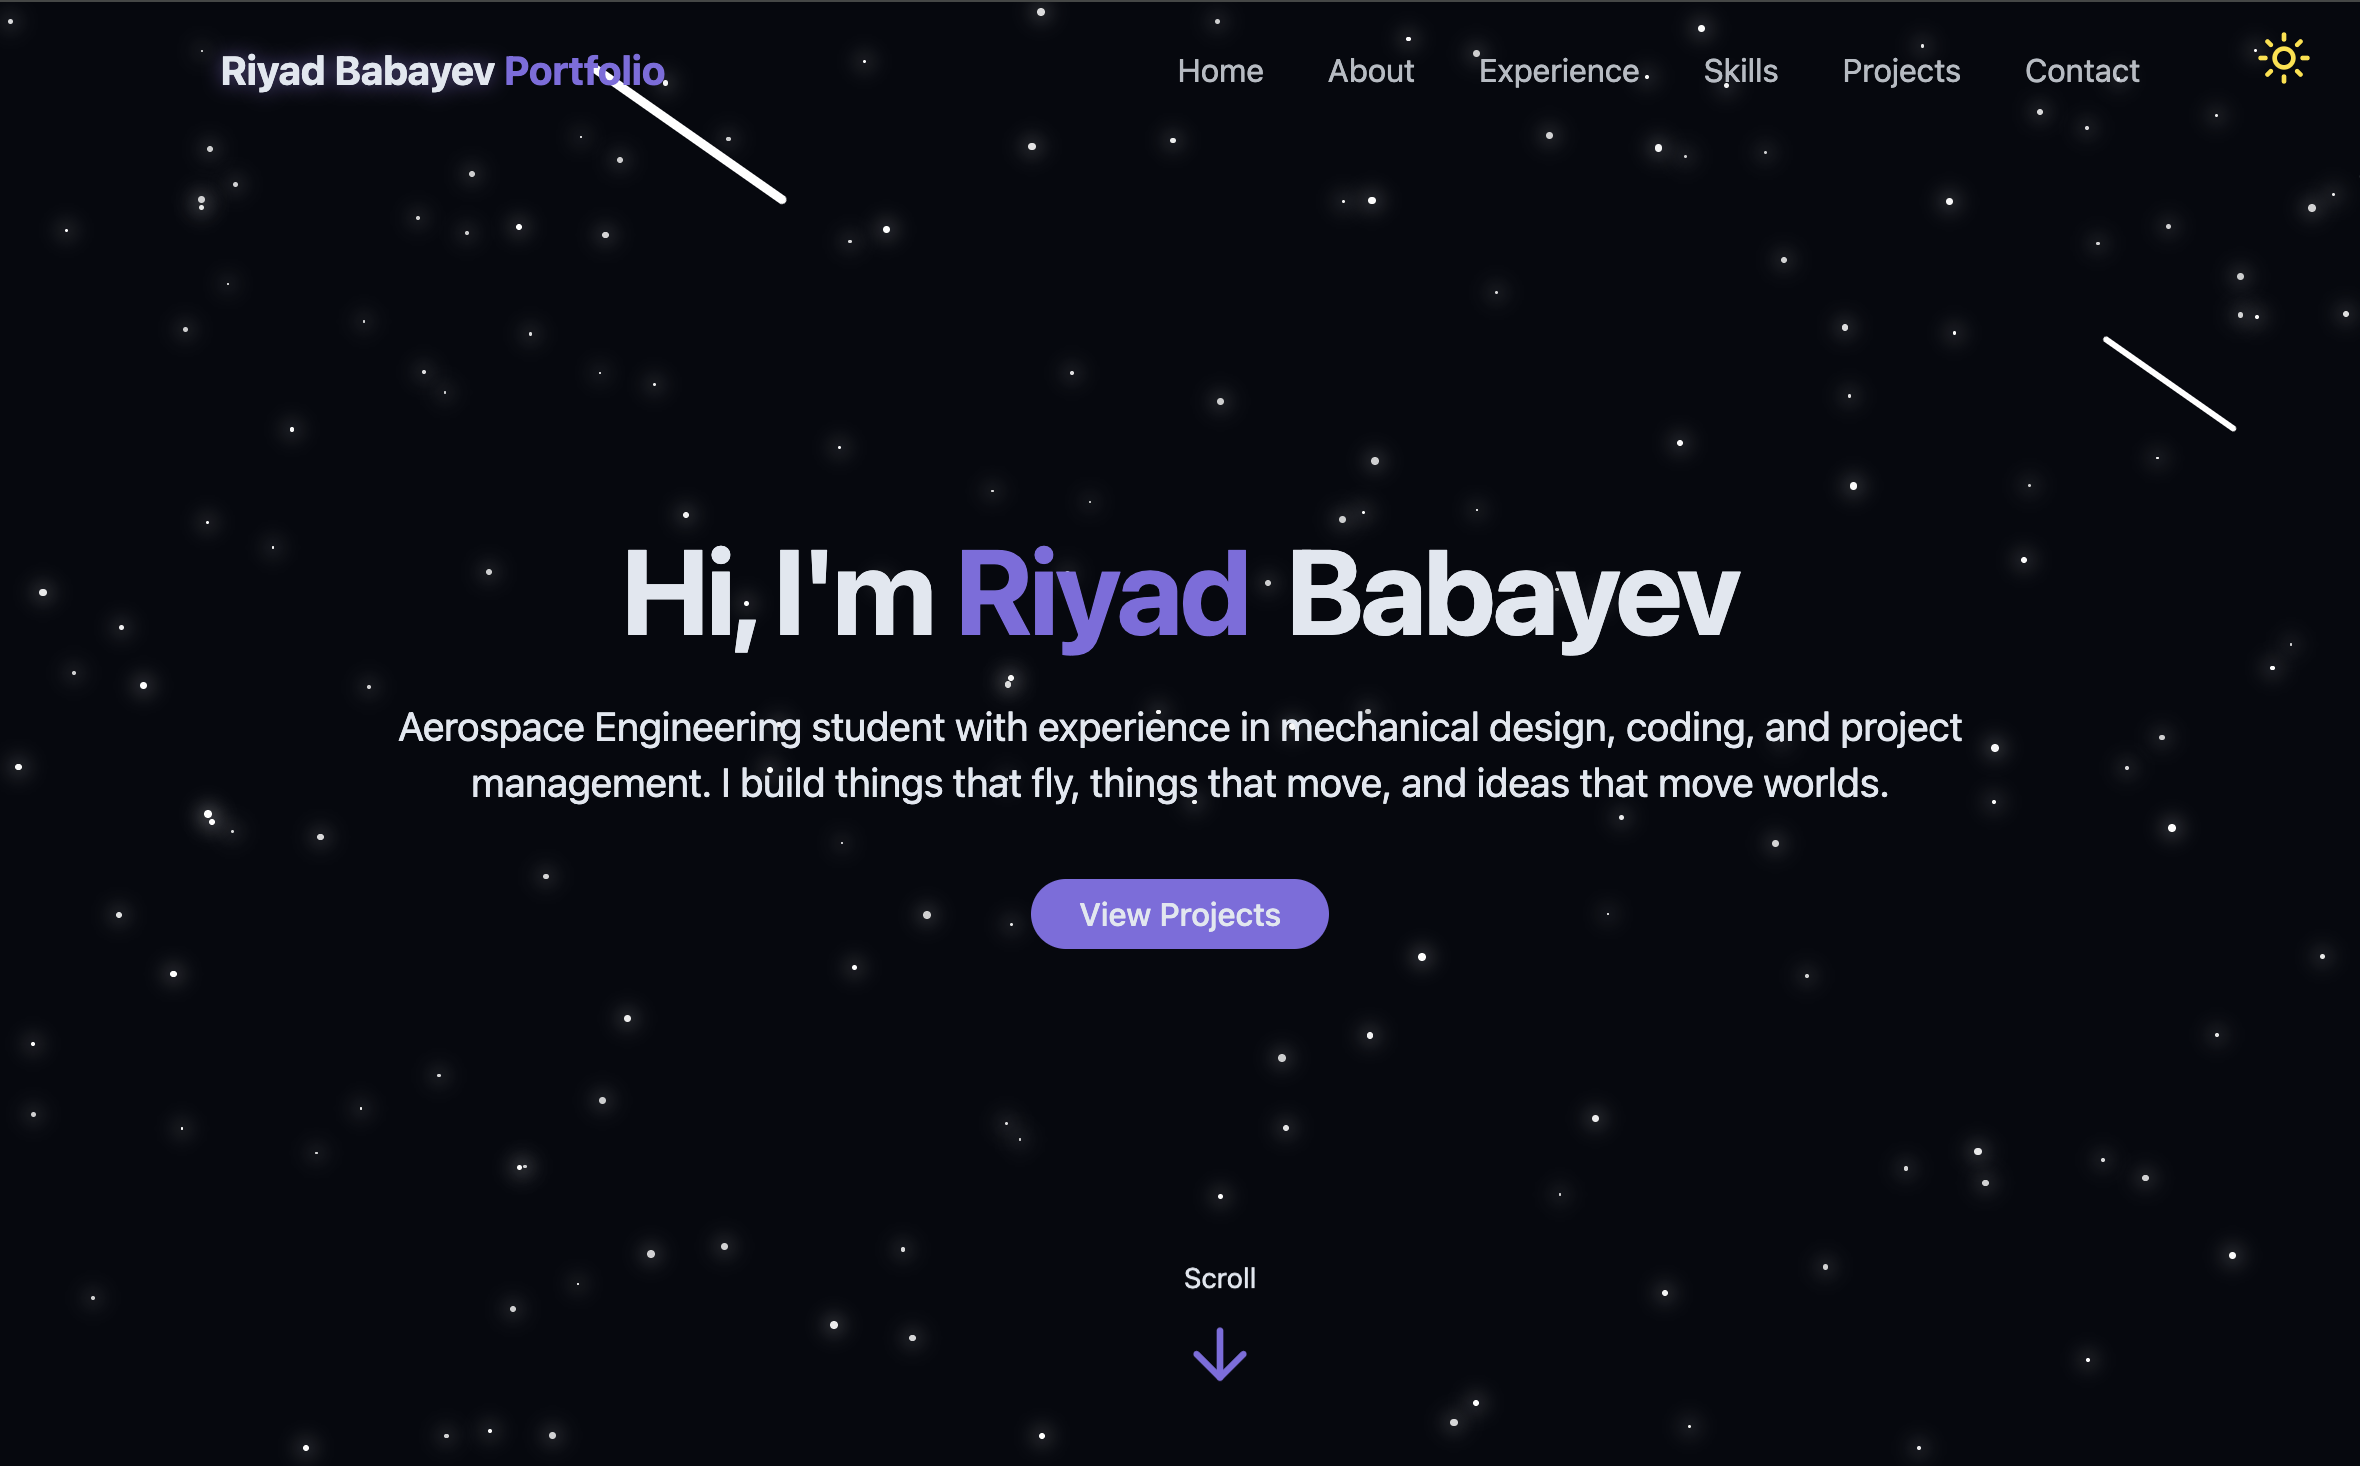 Riyad Babayev Portfolio
Home About Experience Skills Projects Contact
Hi, I'm Riyad Babayev
Aerospace Engineering student with experience in mechanical design, coding, and project
management. I build things that fly, things that move, and ideas that move worlds.
View Projects
Scroll